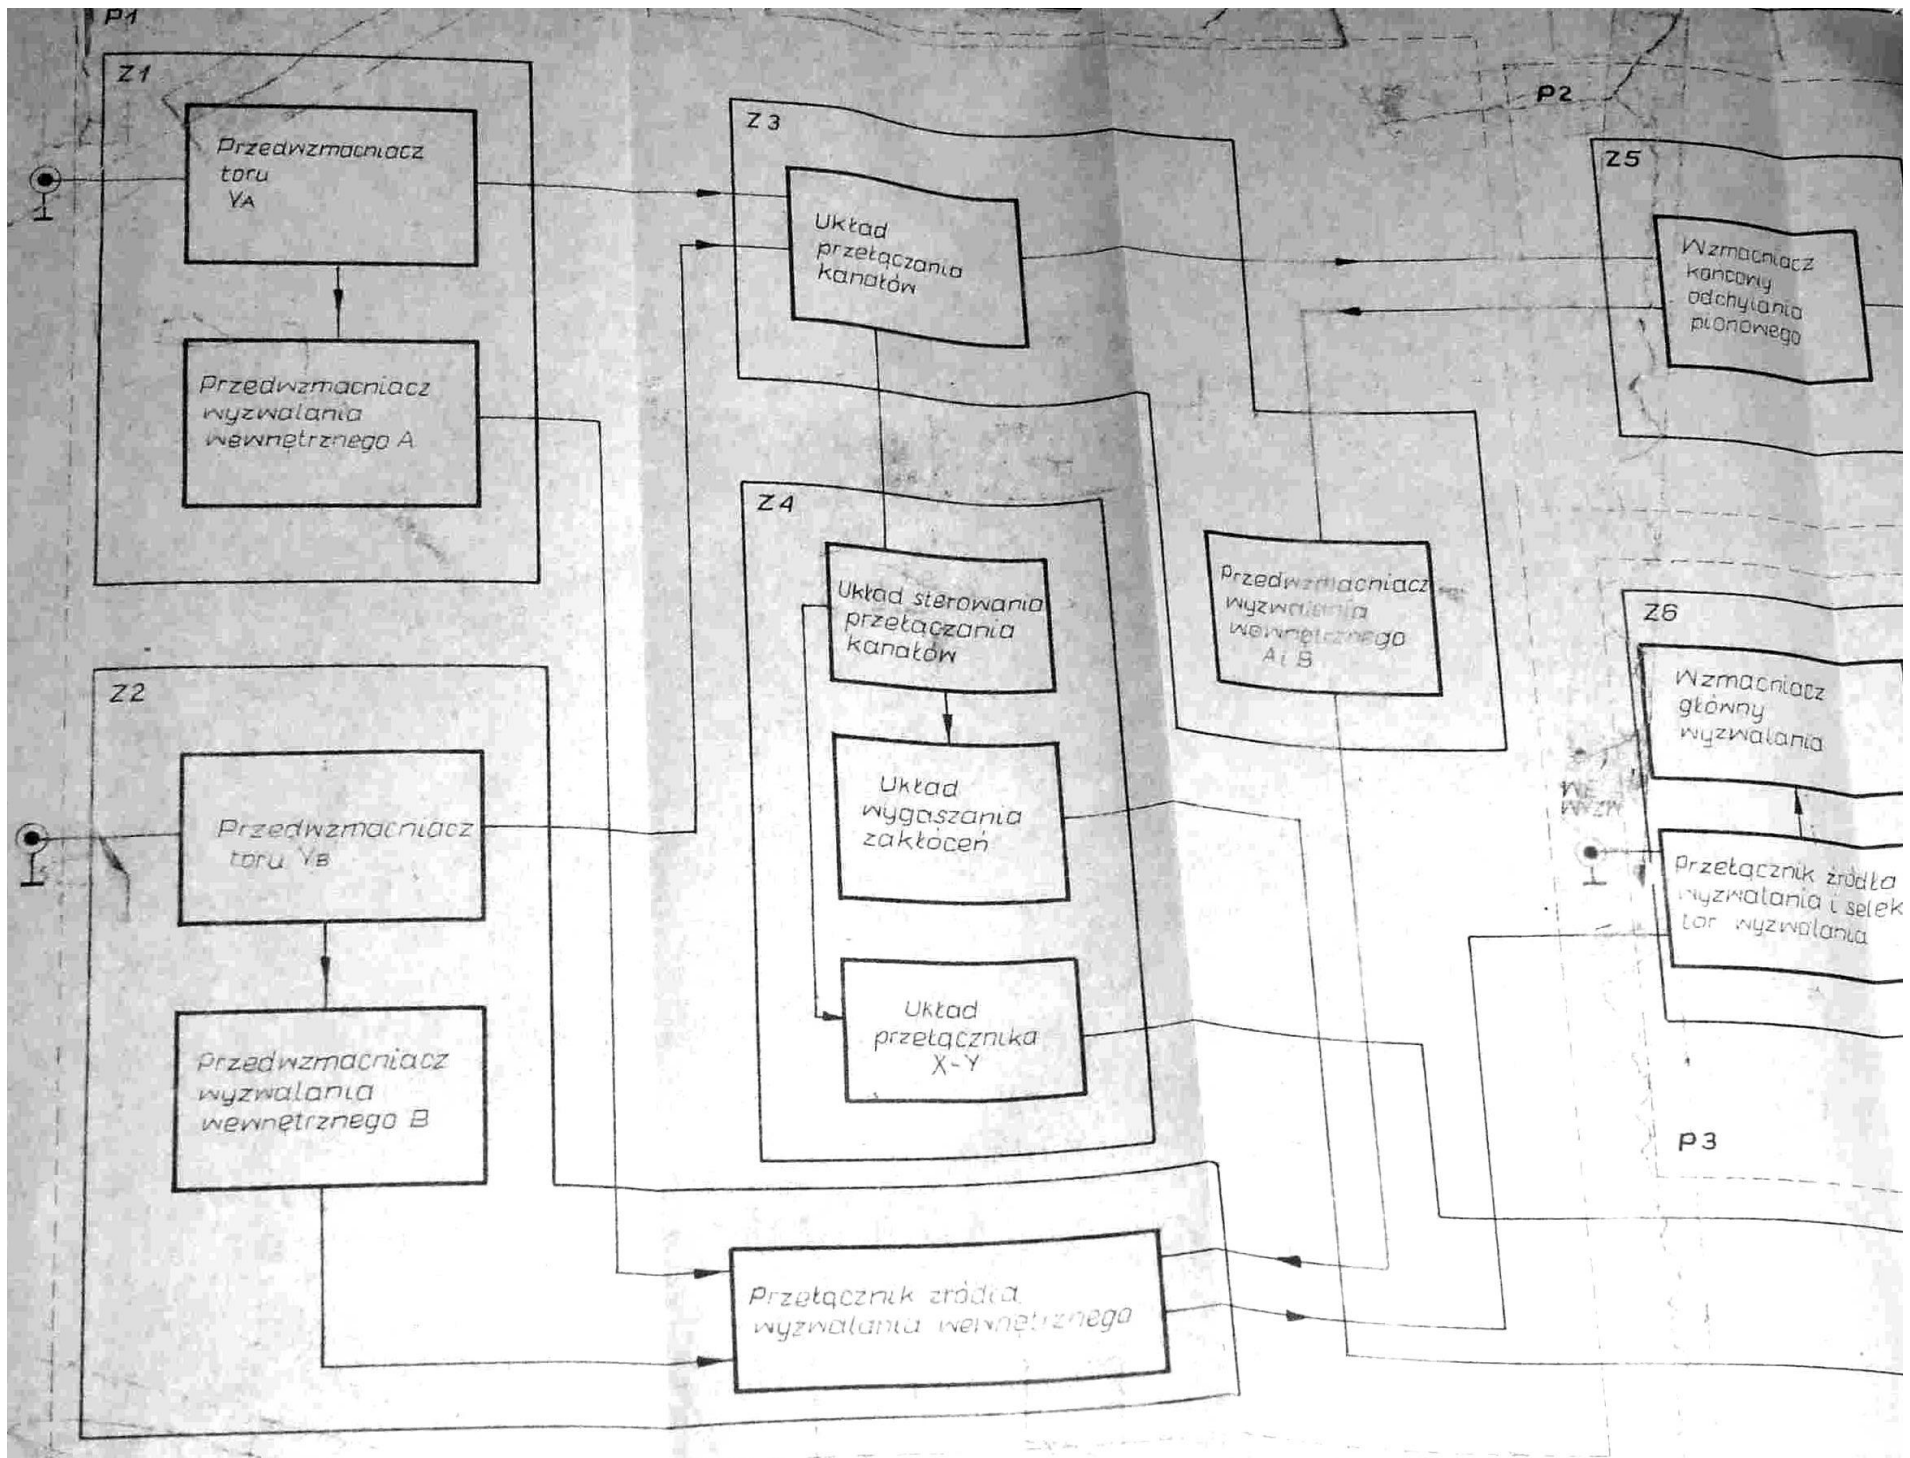 P1
Z1
Przedwzmacniacz
toru
YA
Przedwzmacniacz
wyzwalania
wewnętrznego A
Z2
Przedwzmacniacz
toru YB
Przedwzmacniacz
wyzwalania
wewnętrznego B
Z3
Układ
przełączania
kanałów
Z4
Układ sterowania
przełączania
kanałów
Układ
wygaszania
zakłóceń
Układ
przełącznika
X-Y
Przedwzmacniacz
wyzwalania
wewnętrznego
A i B
Przełącznik źródła
wyzwalania wewnętrznego
P2
Z5
Wzmacniacz
końcowy
odchylania
pionowego
Z6
Wzmacniacz
główny
wyzwalania
WE
WYZW
Przełącznik źródła
wyzwalania i selek
tor wyzwalania
P3